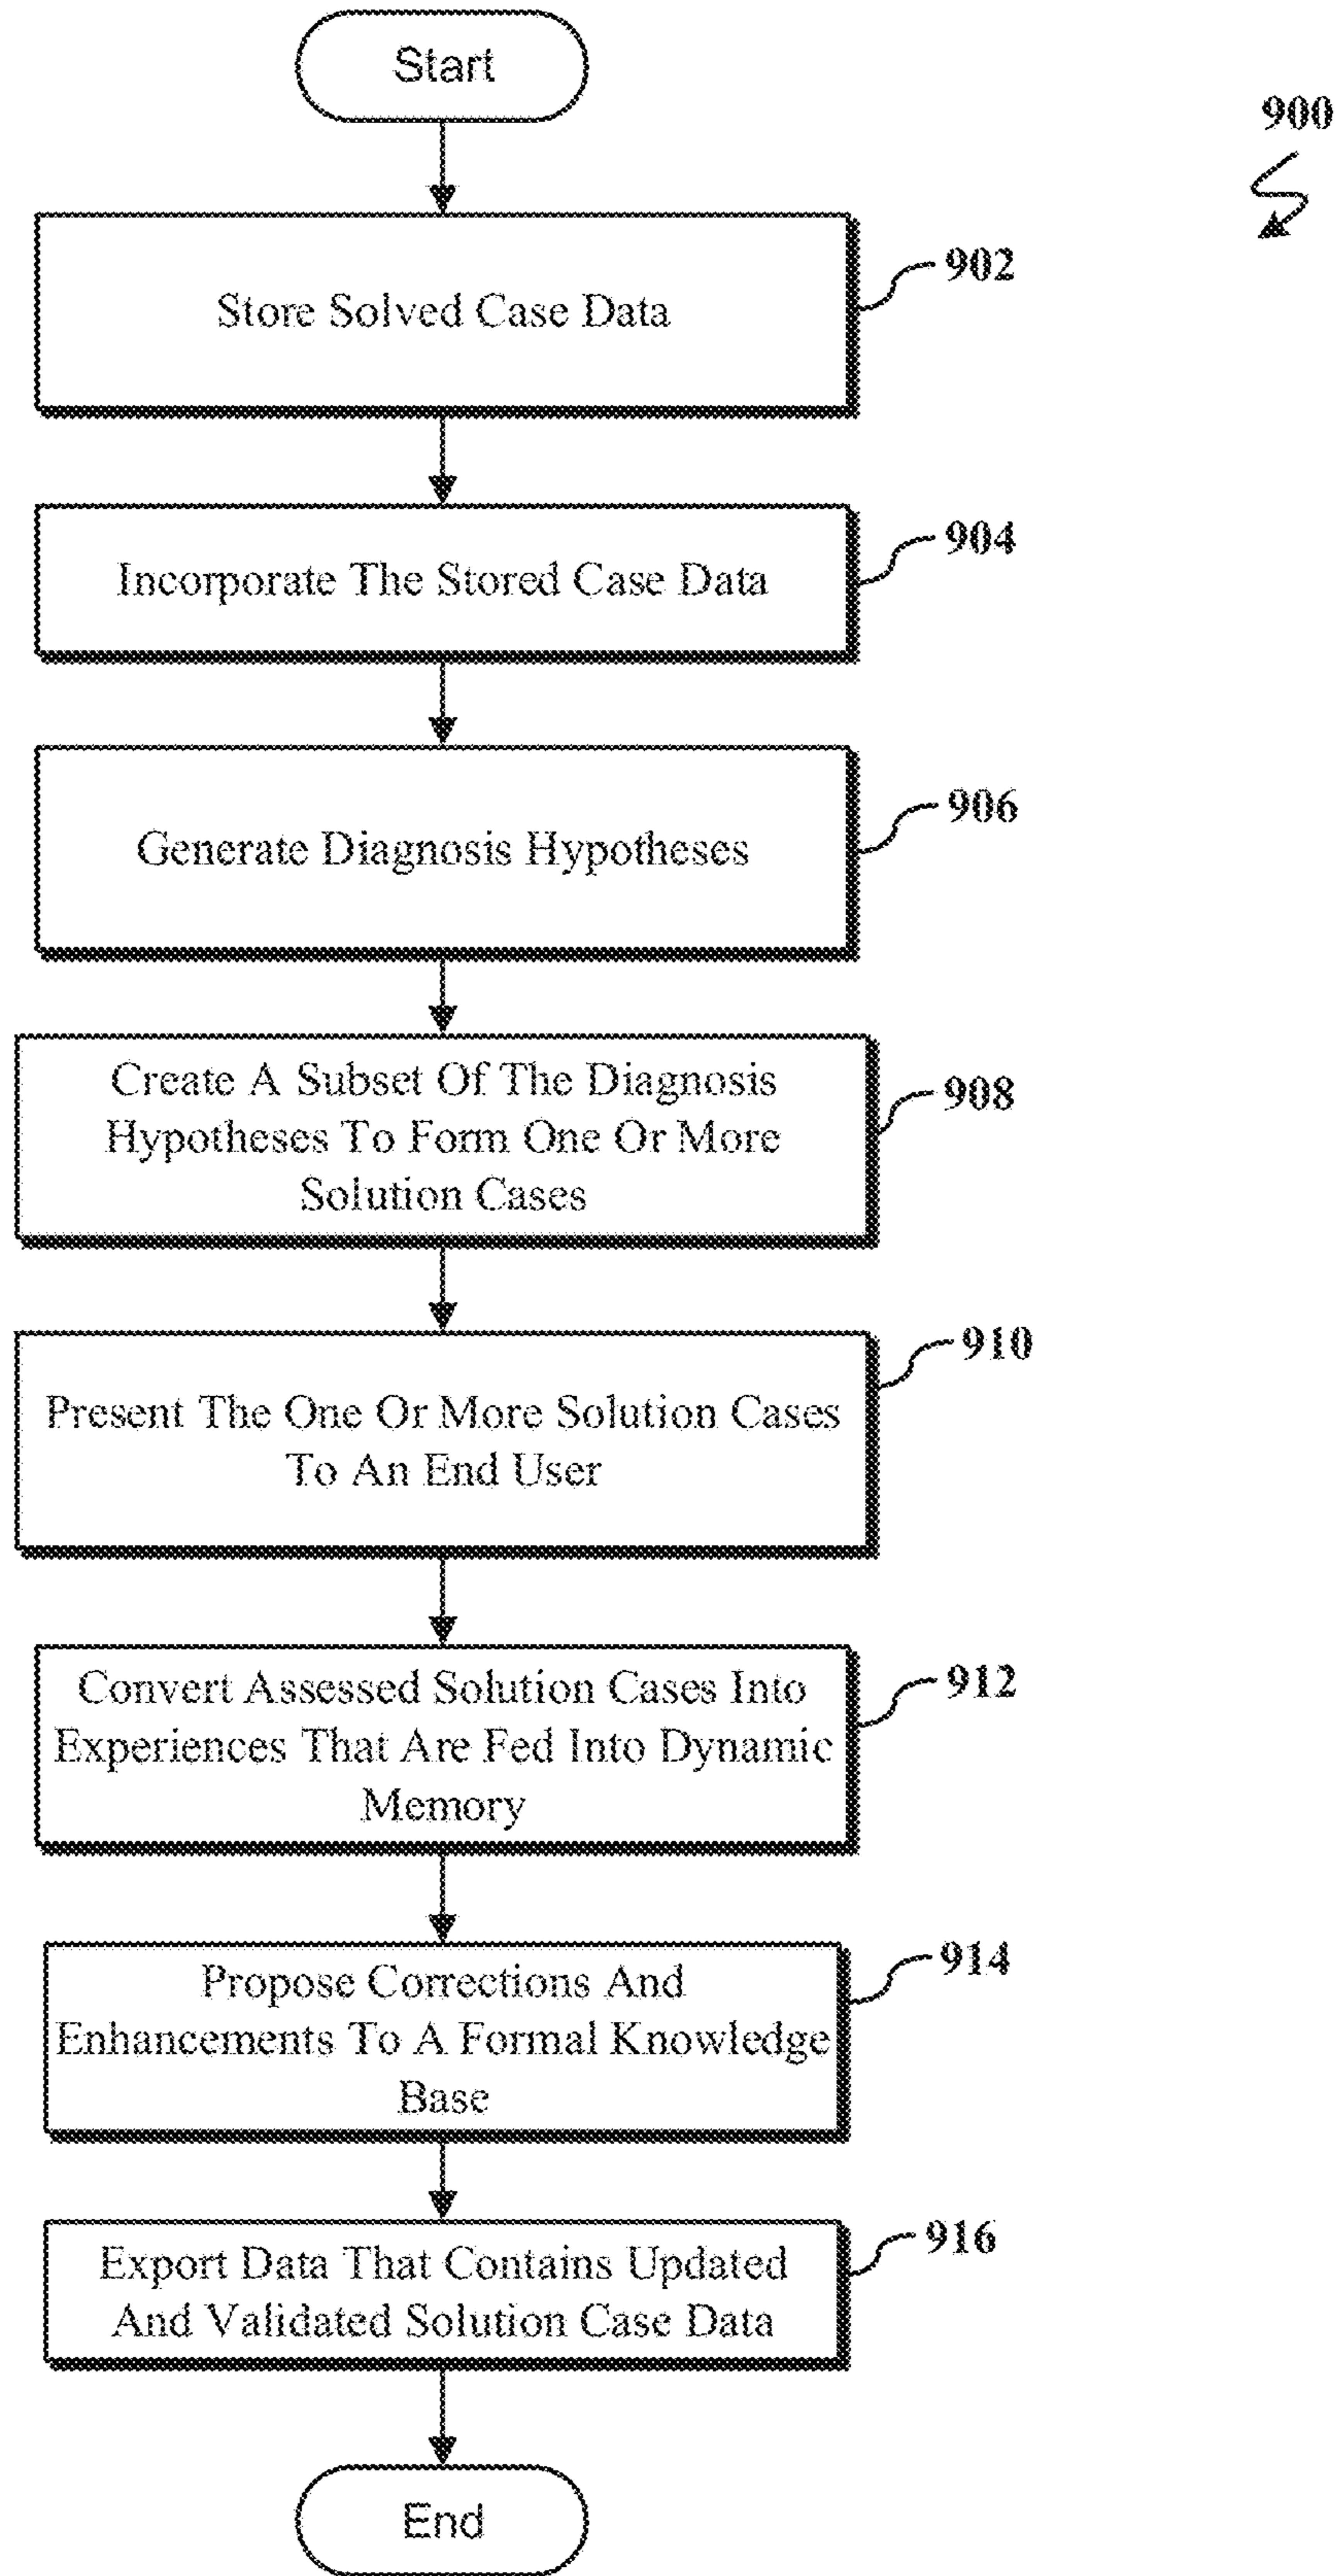 Start
900
902
Store Solved Case Data
904
Incorporate The Stored Case Data
906
Generate Diagnosis Hypotheses
908
Create A Subset Of The Diagnosis
Hypotheses To Form One Or More
Solution Cases
910
Present The One Or More Solution Cases
To An End User
912
Convert Assessed Solution Cases Into
Experiences That Are Fed Into Dynamic
Memory
914
Propose Corrections And
Enhancements To A Formal Knowledge
Base
916
Export Data That Contains Updated
And Validated Solution Case Data
End